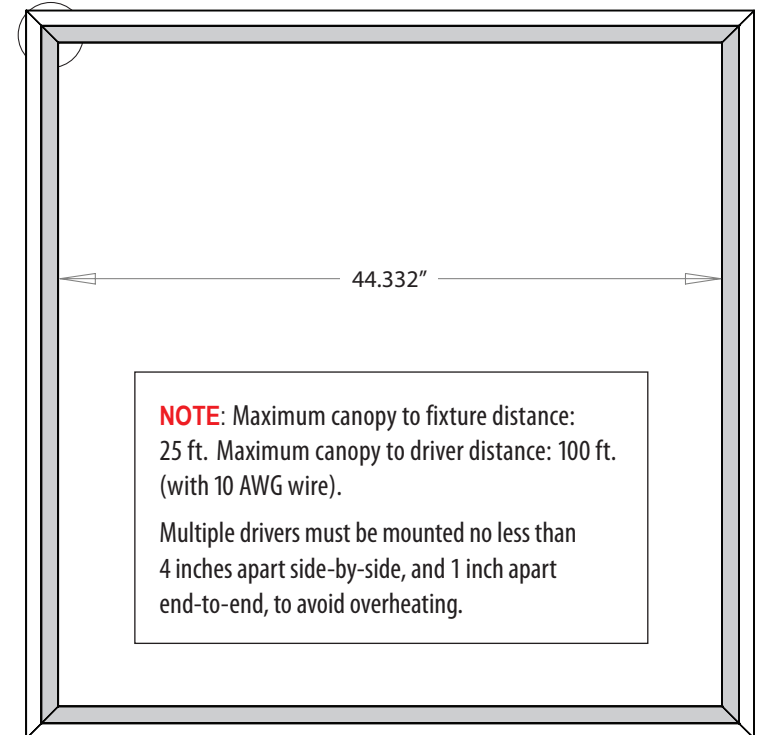 44.332"
NOTE: Maximum canopy to fixture distance:
25 ft. Maximum canopy to driver distance: 100 ft.
(with 10 AWG wire).
Multiple drivers must be mounted no less than
4 inches apart side-by-side, and 1 inch apart
end-to-end, to avoid overheating.